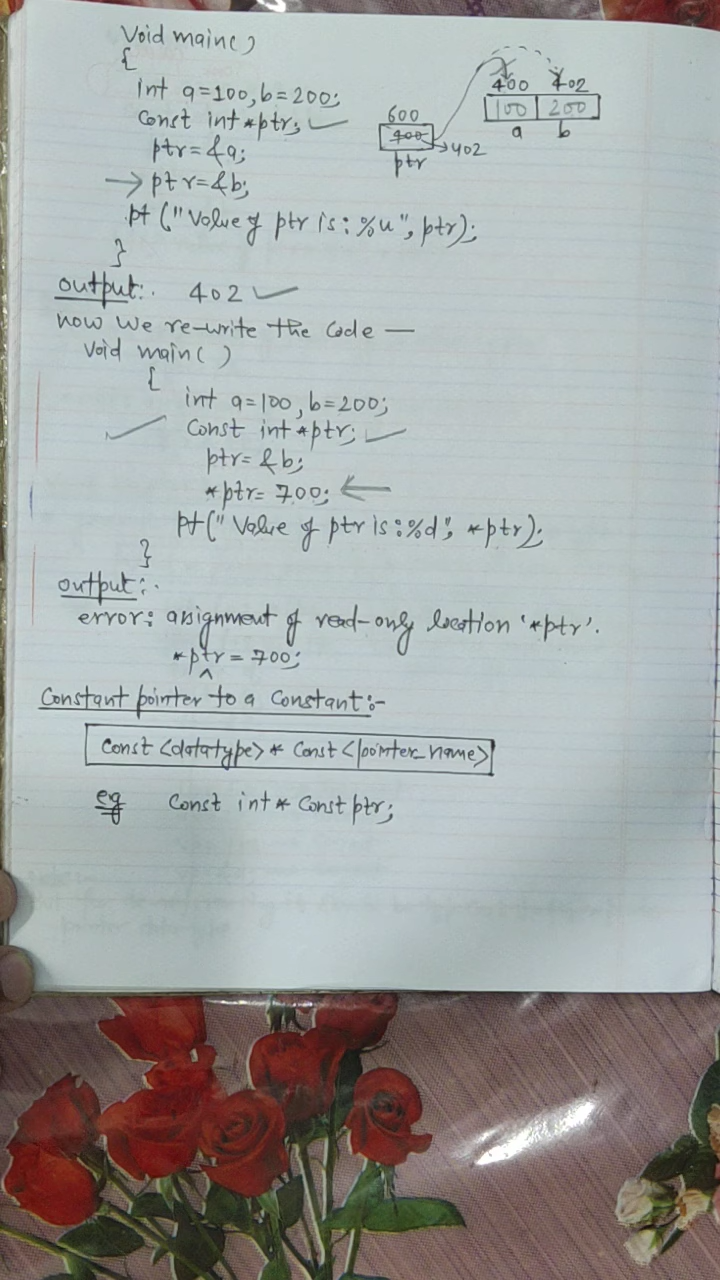 Void main()
{
int a=100, b=200;
Const int *ptr;
ptr=&a;
→ ptr=&b;
pt ("Value of ptr is: %u", ptr);
}
400 402
100 200
a b
600
400
→402
ptr
output:. 402
now we re-write the code —
Void main( )
{
int a=100, b=200;
Const int *ptr;
ptr= &b;
*ptr= 700; ←
pt(" Value of ptr is :%d", *ptr);
}
output:.
error: assignment of read-only location '*ptr'.
*ptr = 700;
^
Constant pointer to a Constant:-
Const <datatype> * Const <pointer_name>
eg Const int * Const ptr;